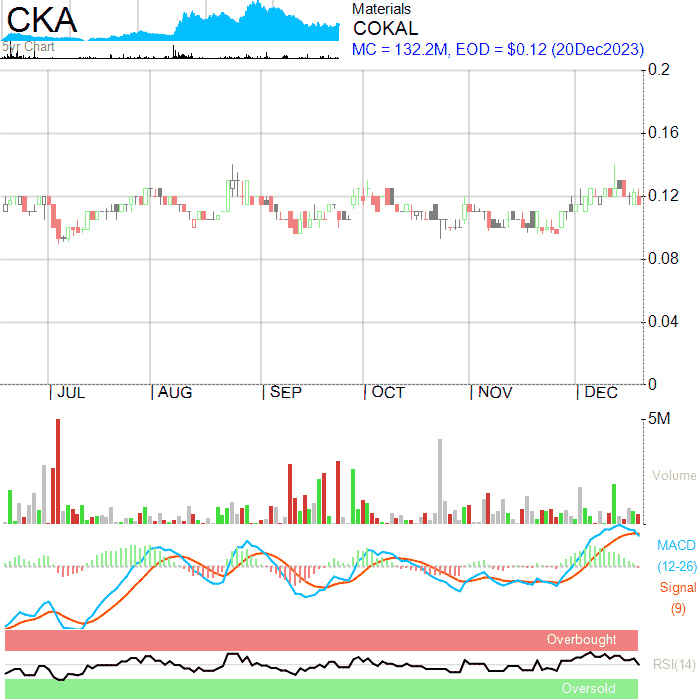 CKA
5yr Chart
Materials
COKAL
MC = 132.2M, EOD = $0.12 (20Dec2023)
0.2
0.16
0.12
0.08
0.04
0
JUL AUG SEP OCT NOV DEC
5M
Volume
MACD
(12-26)
Signal
(9)
Overbought
RSI(14)
Oversold